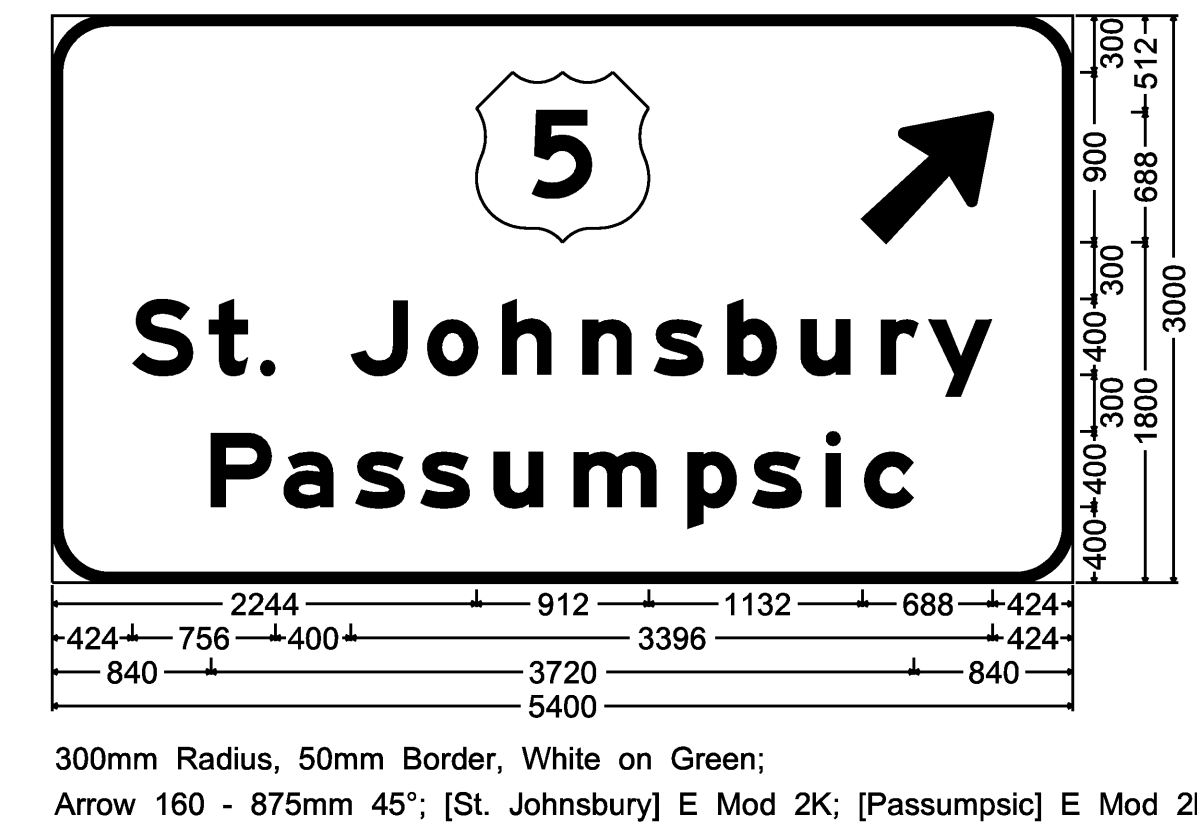 5
St. Johnsbury
Passumpsic
300
900
300
400
300
400
400
512
688
1800
3000
2244 912 1132 688 424
424 756 400 3396 424
840 3720 840
5400
300mm Radius, 50mm Border, White on Green;
Arrow 160 - 875mm 45°; [St. Johnsbury] E Mod 2K; [Passumpsic] E Mod